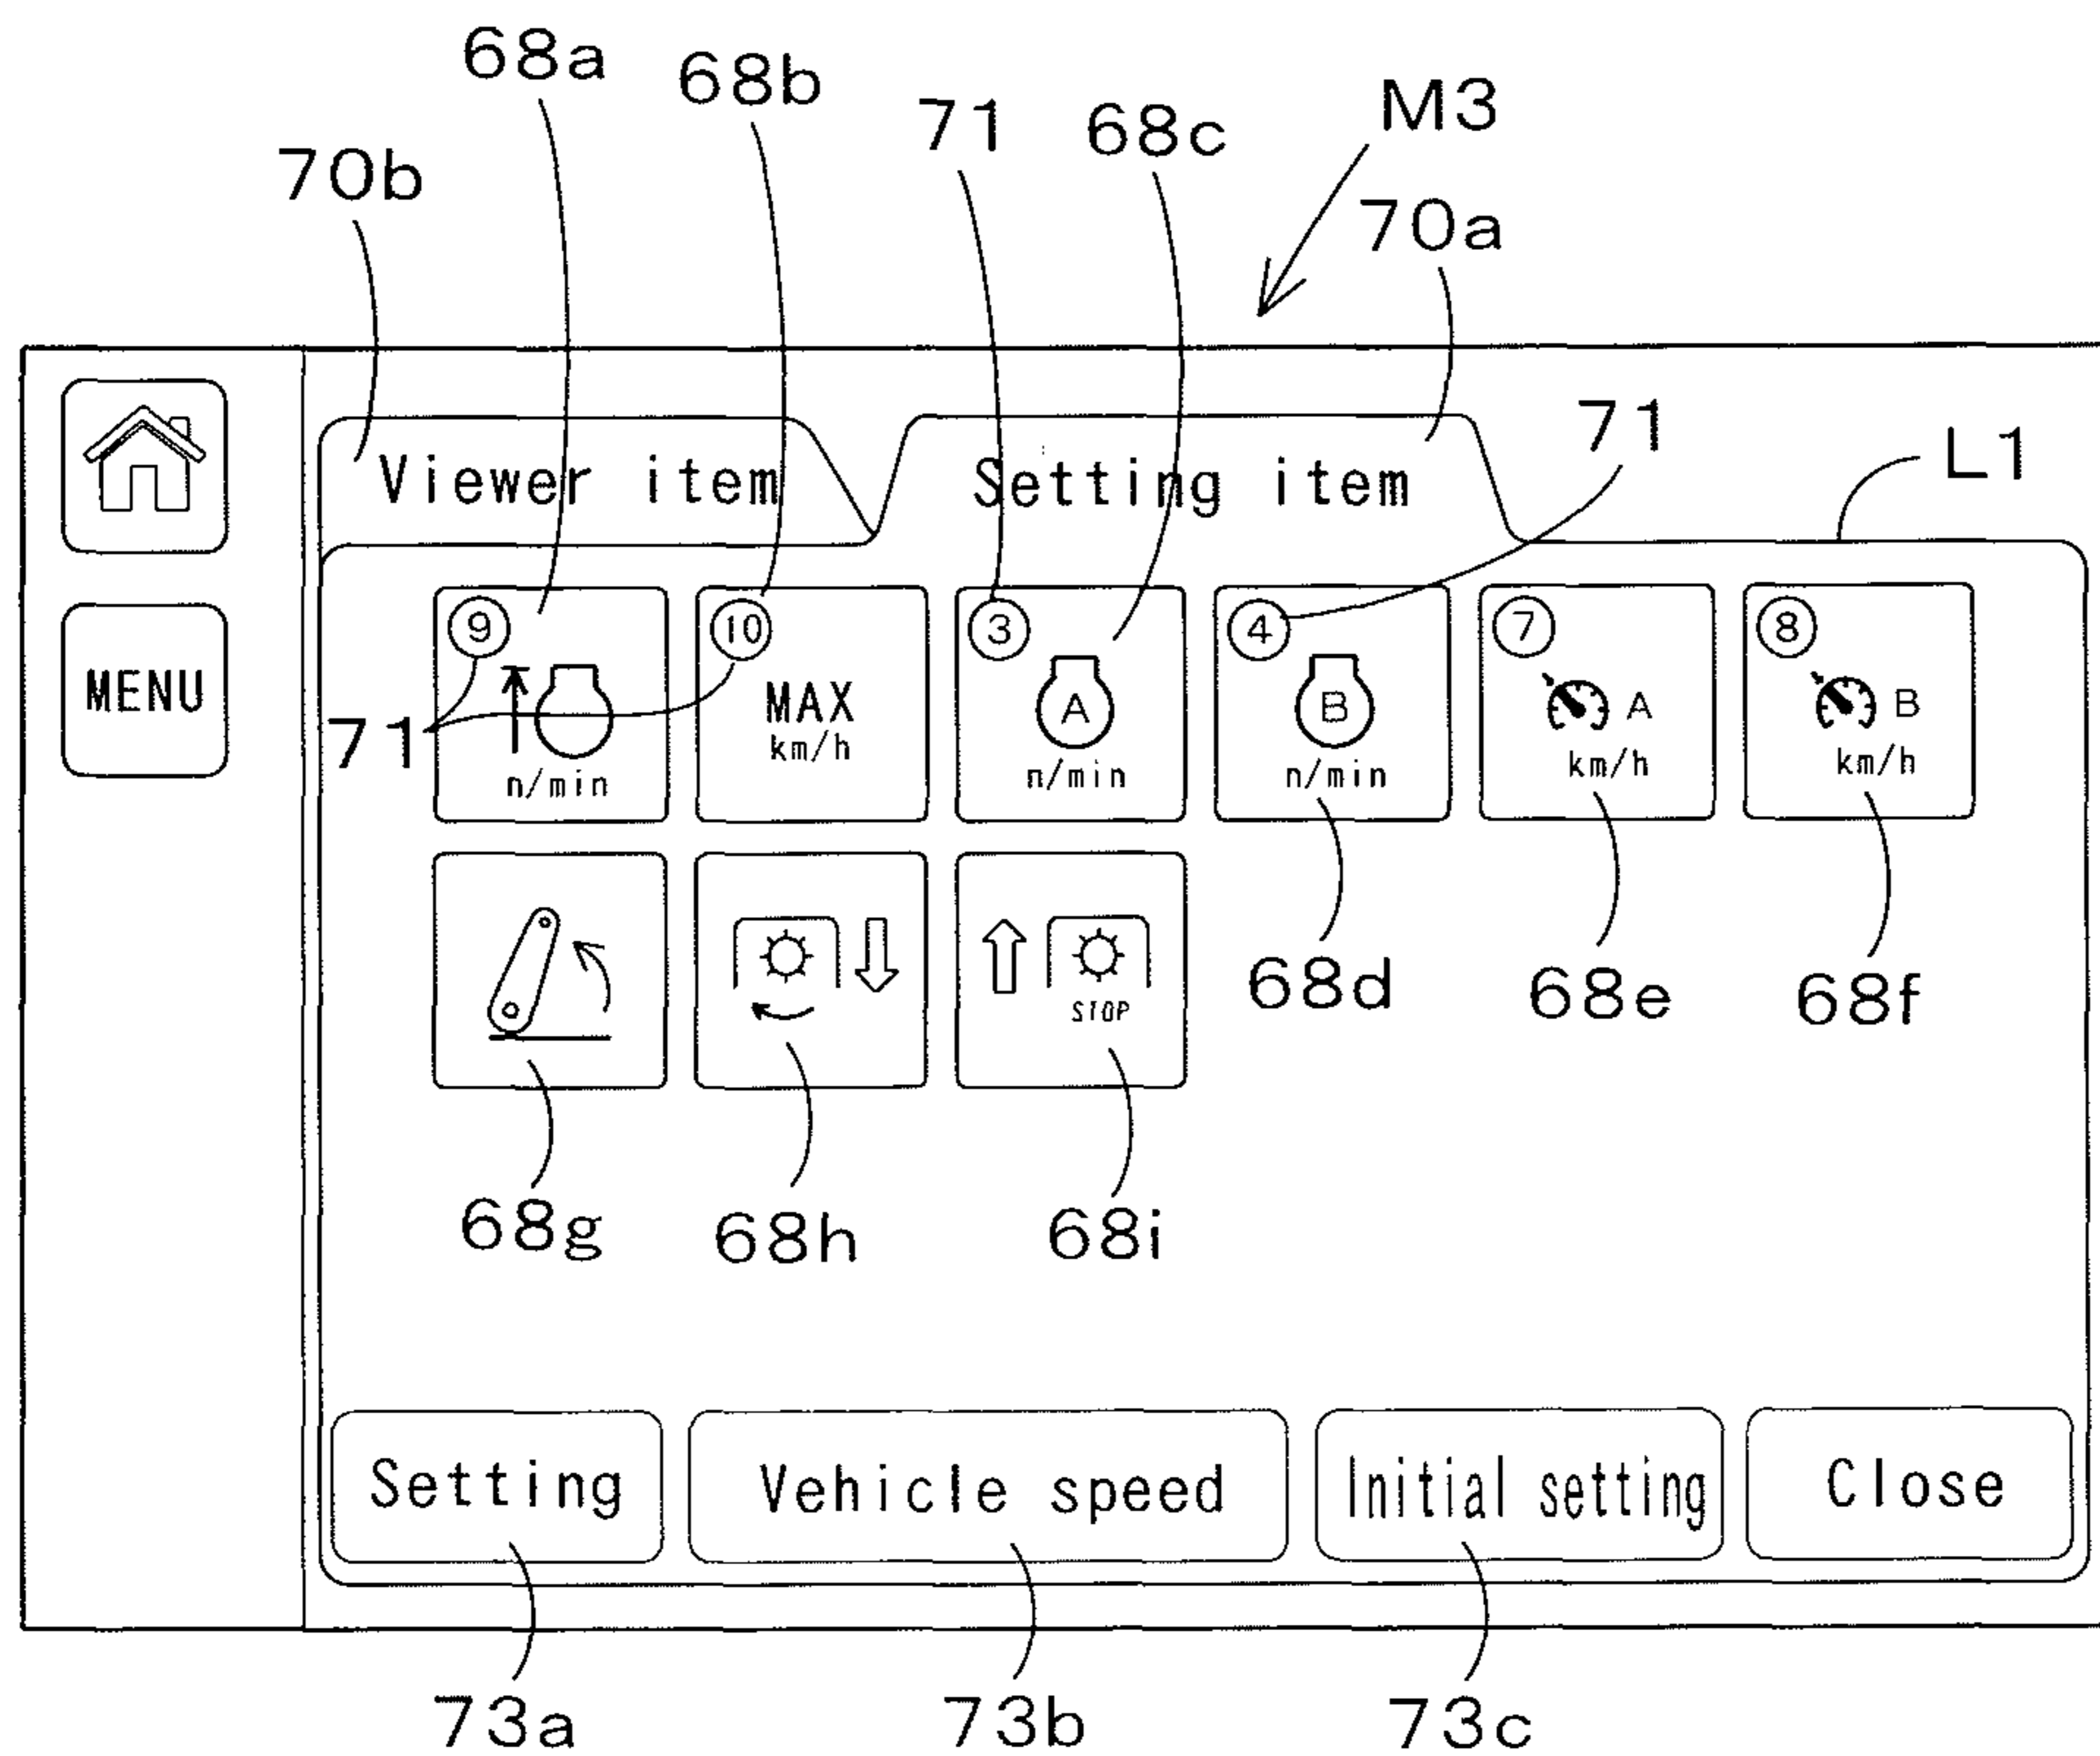 68a
68b
71
68c
M3
70b
70a
71
L1
Viewer item
Setting item
⑨
⑩
③
④
⑦
⑧
MENU
71
n/min
MAX
km/h
A
n/min
B
n/min
A
km/h
B
km/h
STOP
68d
68e
68f
68g
68h
68i
Setting
Vehicle speed
Initial setting
Close
73a
73b
73c